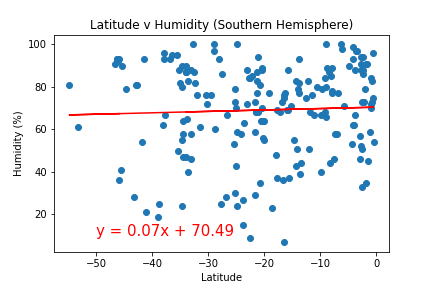 Latitude v Humidity (Southern Hemisphere)
100
80
60
40
20
Humidity (%)
y = 0.07x + 70.49
−50
−40
−30
−20
−10
0
Latitude